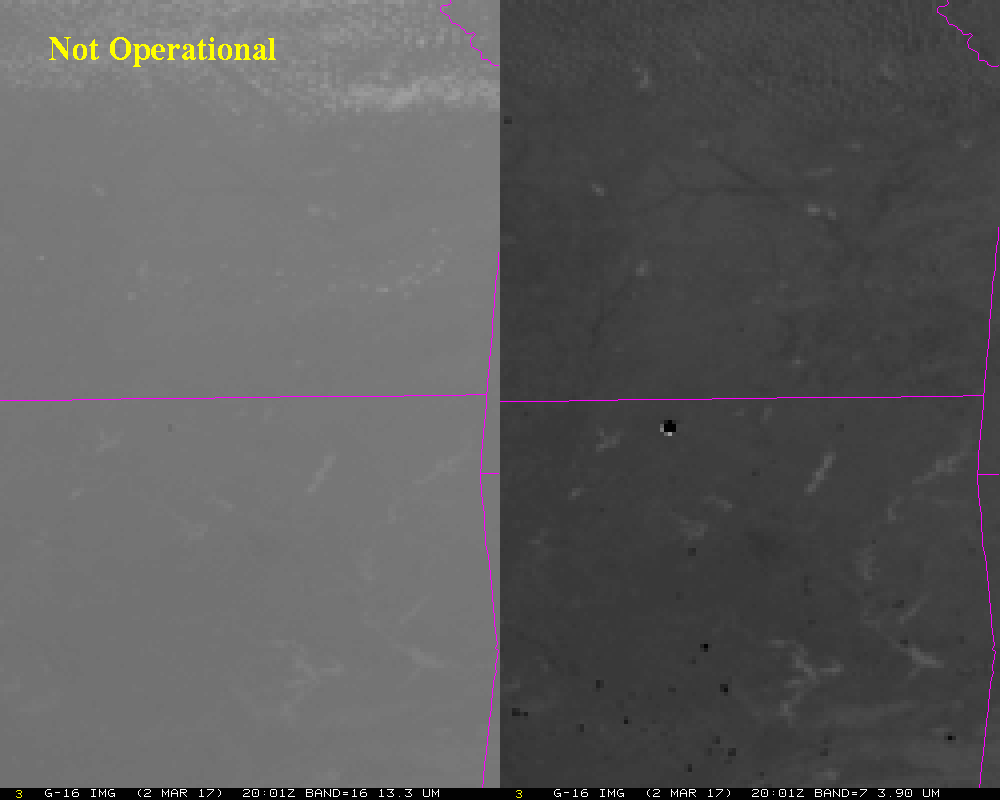 Not Operational
3 G-16 IMG (2 MAR 17) 20:01Z BAND=16 13.3 UM
3 G-16 IMG (2 MAR 17) 20:01Z BAND=7 3.90 UM